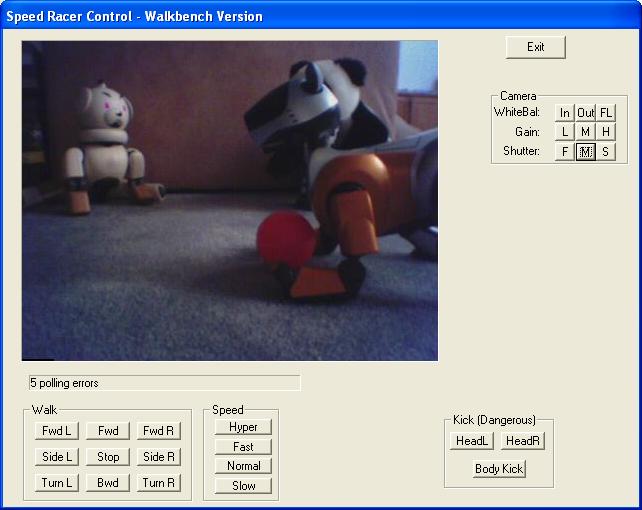 Speed Racer Control - Walkbench Version
Exit
Camera
WhiteBal: In Out FL
Gain: L M H
Shutter: F M S
5 polling errors
Walk
Fwd L Fwd Fwd R
Side L Stop Side R
Turn L Bwd Turn R
Speed
Hyper
Fast
Normal
Slow
Kick (Dangerous)
HeadL HeadR
Body Kick